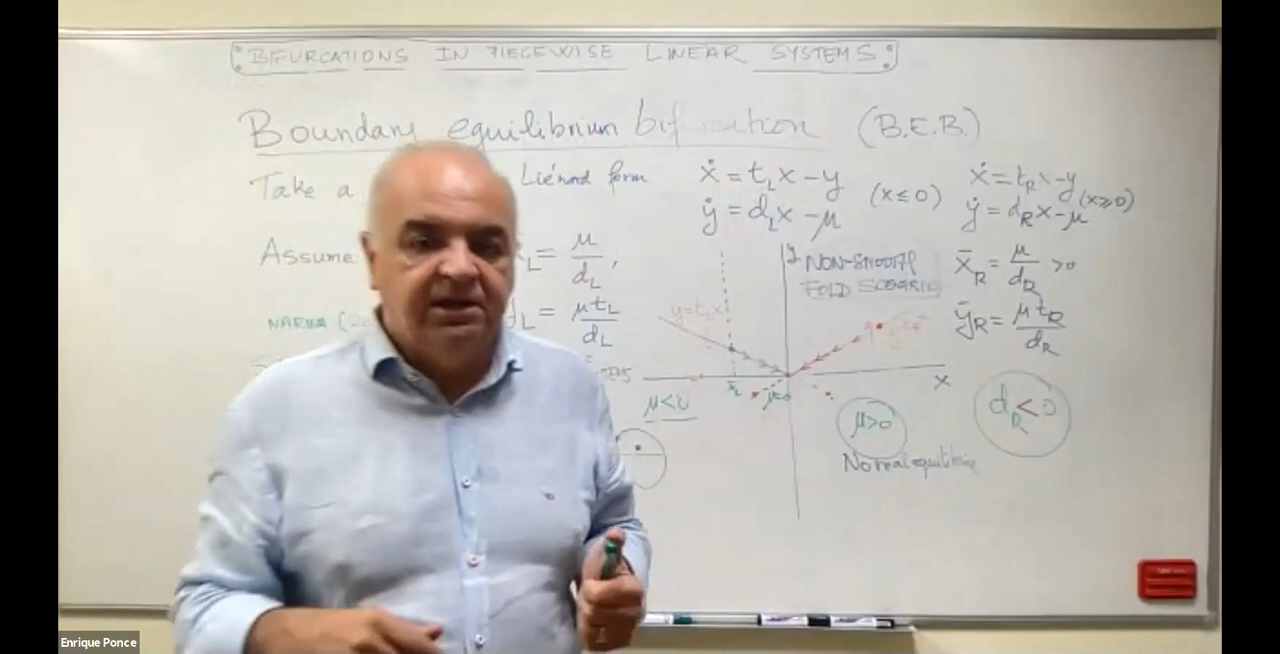 BIFURCATIONS IN PIECEWISE LINEAR SYSTEMS
Boundary equilibrium bifurcation (B.E.B.)
Take a Liénard form
ẋ = t_L x - y
ẏ = d_L x - μ
(x ≤ 0)
ẋ = t_R x - y
ẏ = d_R x - μ (x ≥ 0)
Assume
= μ/d_L,
= μ t_L/d_L
y NON-SMOOTH
FOLD SCENARIO
x̄_R = μ/d_R > 0
ȳ_R = μ t_R/d_R
y = t_L x
x̄_L
μ=0
x
μ<0
μ>0
d_R < 0
No real equilibria
Enrique Ponce